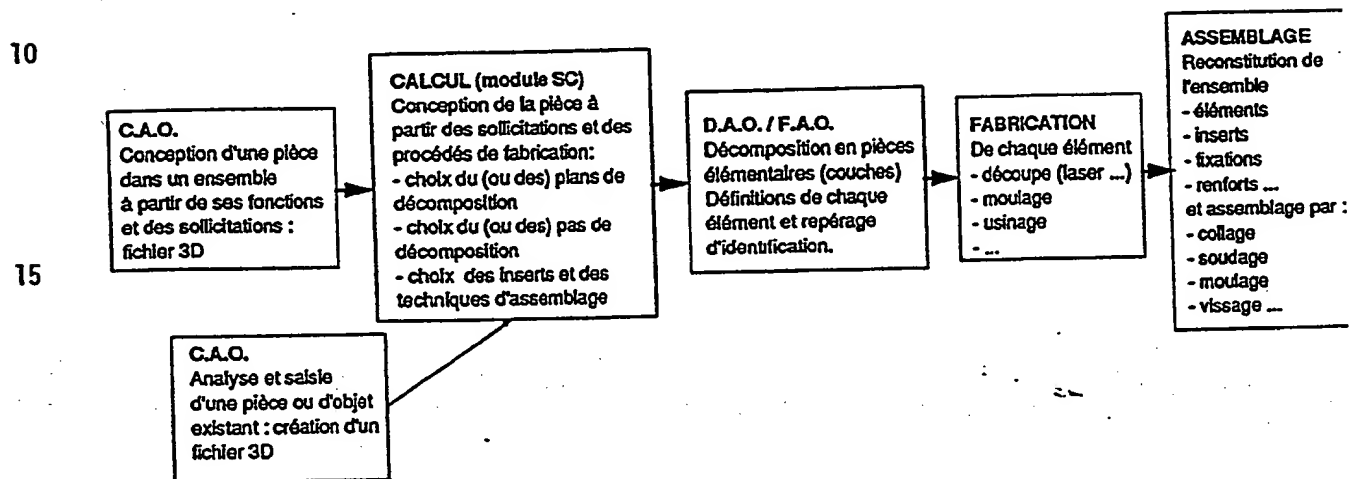 10
C.A.O.
Conception d'une pièce
dans un ensemble
à partir de ses fonctions
et des sollicitations :
fichier 3D
CALCUL (module SC)
Conception de la pièce à
partir des sollicitations et des
procédés de fabrication:
- choix du (ou des) plans de
décomposition
- choix du (ou des) pas de
décomposition
- choix des inserts et des
techniques d'assemblage
D.A.O. / F.A.O.
Décomposition en pièces
élémentaires (couches)
Définitions de chaque
élément et repérage
d'identification.
FABRICATION
De chaque élément
- découpe (laser ...)
- moulage
- usinage
- ...
ASSEMBLAGE
Reconstitution de
l'ensemble
- éléments
- inserts
- fixations
- renforts ...
et assemblage par :
- collage
- soudage
- moulage
- vissage ...
15
C.A.O.
Analyse et saisie
d'une pièce ou d'objet
existant : création d'un
fichier 3D